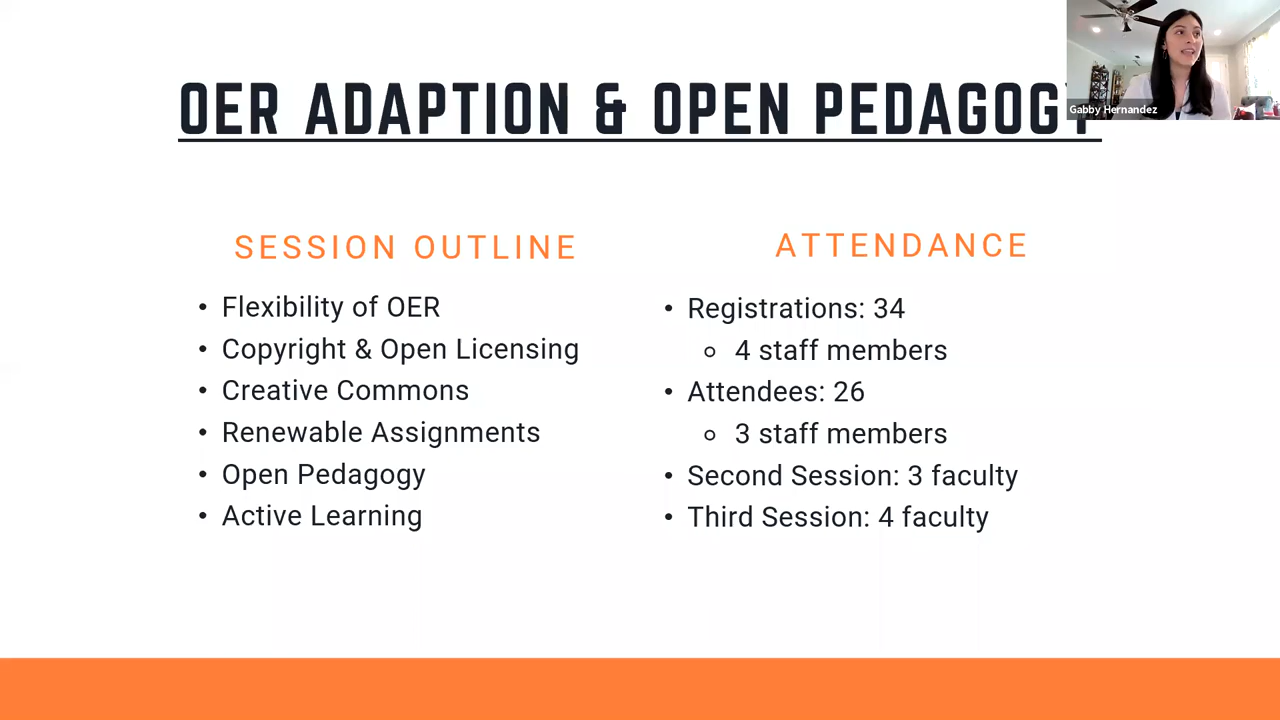 OER ADAPTION & OPEN PEDAGOGY
Gabby Hernandez
SESSION OUTLINE
• Flexibility of OER
• Copyright & Open Licensing
• Creative Commons
• Renewable Assignments
• Open Pedagogy
• Active Learning
ATTENDANCE
• Registrations: 34
○ 4 staff members
• Attendees: 26
○ 3 staff members
• Second Session: 3 faculty
• Third Session: 4 faculty